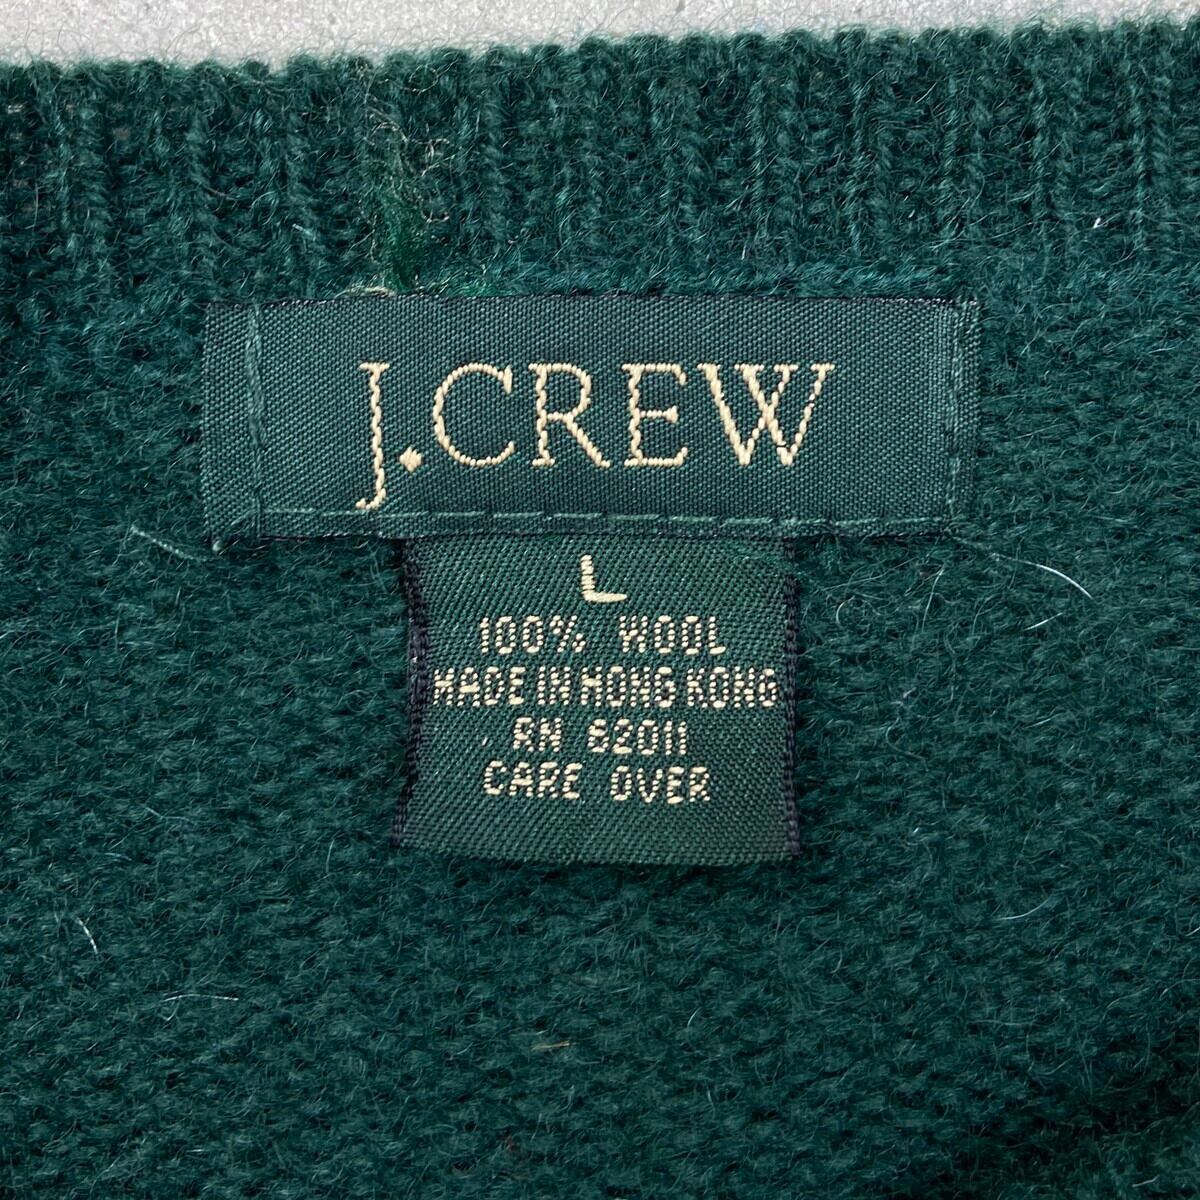 J.CREW
L
100% WOOL
MADE IN HONG KONG
RN 62011
CARE OVER